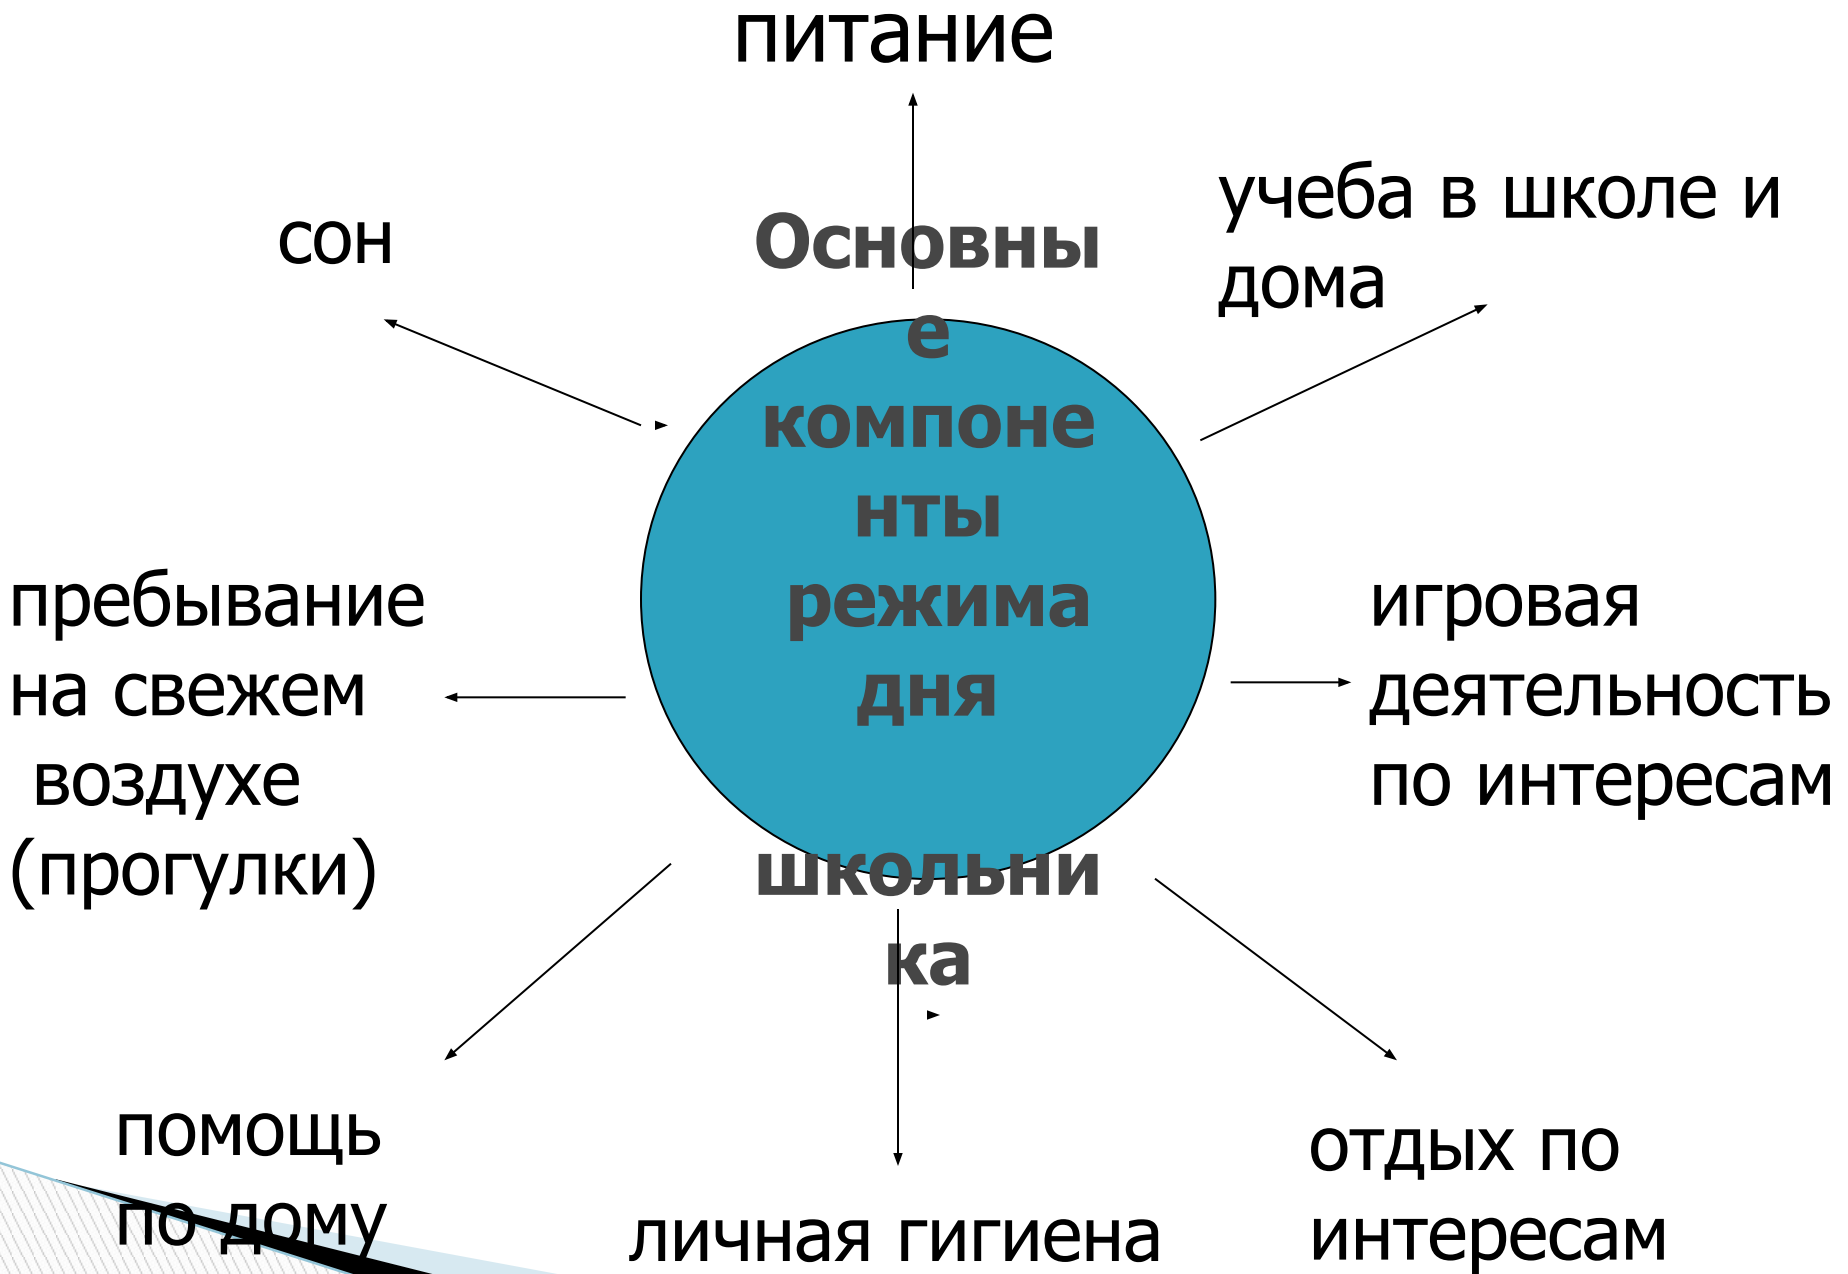 питание
учеба в школе и
дома
сон
Основны
е
компоне
нты
режима
дня
школьни
ка
пребывание
на свежем
воздухе
(прогулки)
игровая
деятельность
по интересам
помощь
по дому
личная гигиена
отдых по
интересам